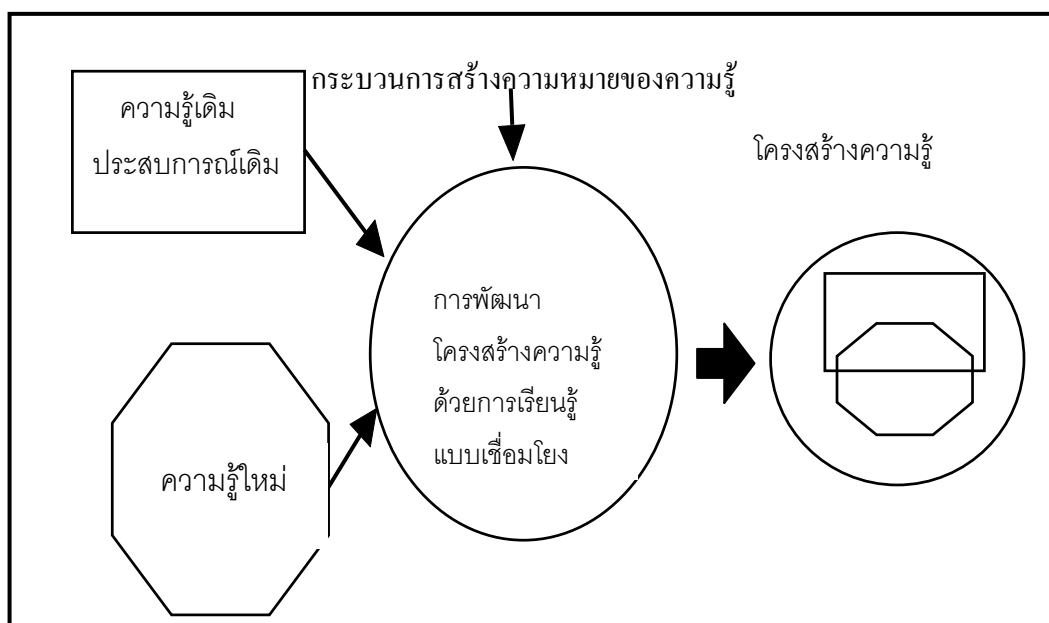 กระบวนการสร้างความหมายของความรู้
ความรู้เดิม
ประสบการณ์เดิม
โครงสร้างความรู้
การพัฒนา
โครงสร้างความรู้
ด้วยการเรียนรู้
แบบเชื่อมโยง
ความรู้ใหม่